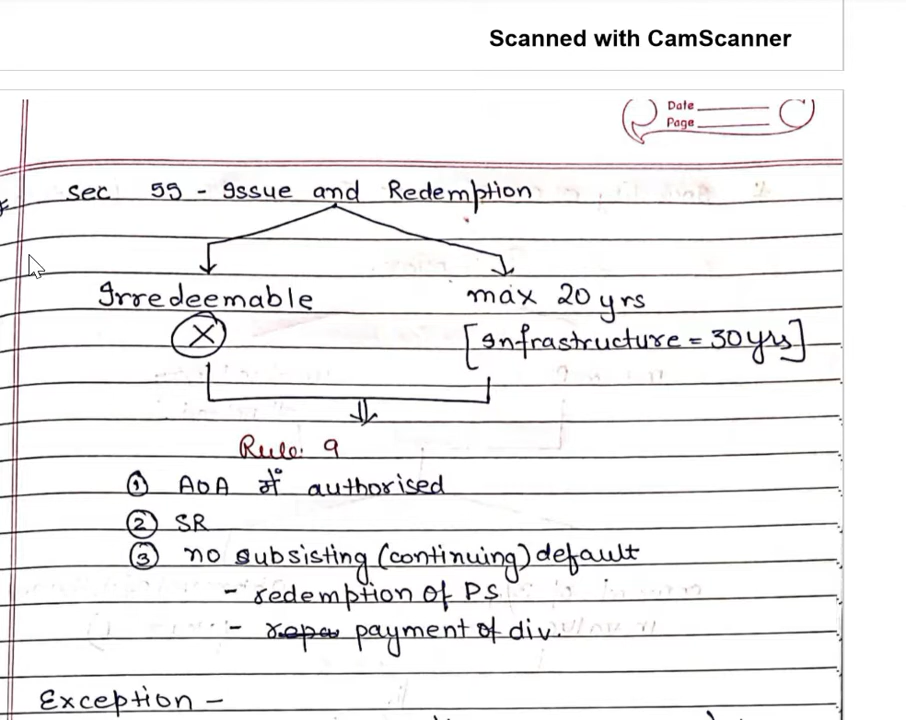 Scanned with CamScanner
Date
Page
Sec 55 - Issue and Redemption
Irredeemable
max 20 yrs
X
[Infrastructure = 30 yrs]
Rule. 9
① AOA में authorised
② SR
③ no subsisting (continuing) default
- redemption of PS
- payment of div.
Exception -